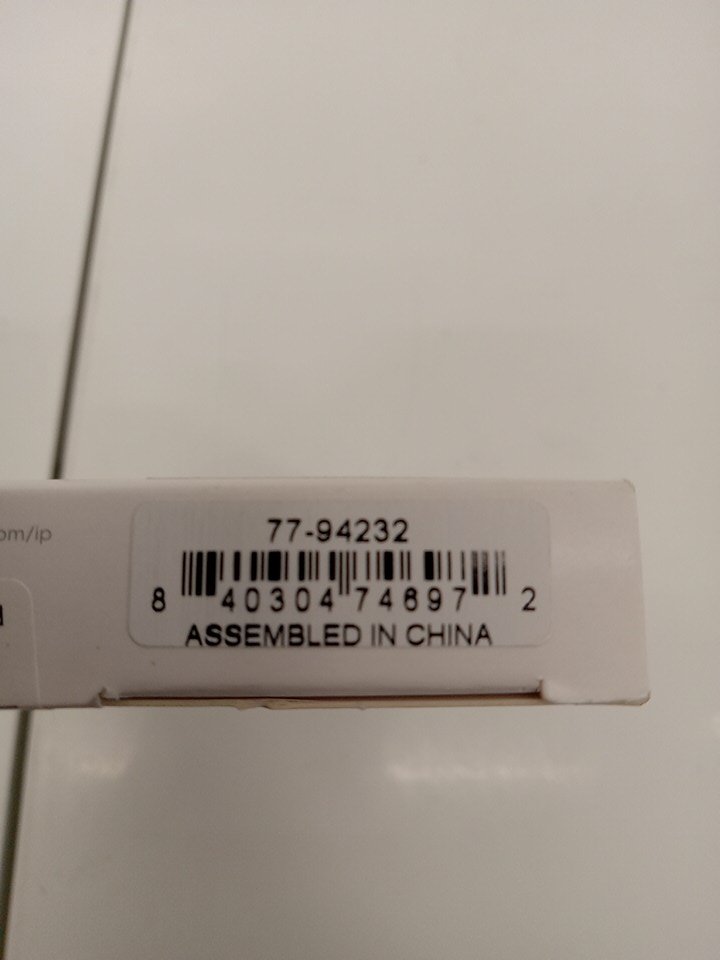 77-94232
om/ip
8 40304 74697 2
ASSEMBLED IN CHINA